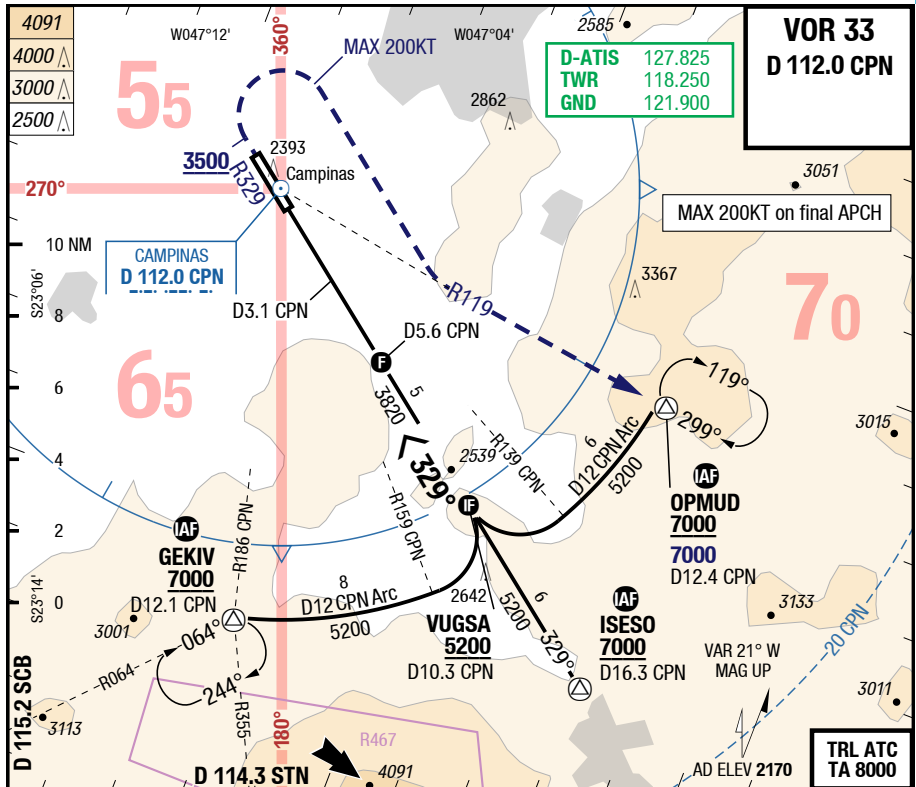 4091
4000
3000
2500
W047°12'
360°
MAX 200KT
W047°04'
2585
D-ATIS 127.825
TWR 118.250
GND 121.900
VOR 33
D 112.0 CPN
55
2862
3500
R329
2393
Campinas
270°
3051
MAX 200KT on final APCH
10 NM
CAMPINAS
D 112.0 CPN
S23°06'
8
D3.1 CPN
R119
3367
70
D5.6 CPN
F
65
6
5
3820
119°
299°
3015
4
< 329°
2539
R139 CPN
6
D12 CPN Arc
5200
IAF
OPMUD
7000
7000
D12.4 CPN
2
IAF
GEKIV
7000
D12.1 CPN
R186 CPN
R159 CPN
IF
S23°14'
0
8
D12 CPN Arc
5200
2642
VUGSA
5200
D10.3 CPN
6
5200
329°
IAF
ISESO
7000
D16.3 CPN
3133
3001
064°
244°
R064
R355
VAR 21° W
MAG UP
20 CPN
3011
D 115.2 SCB
3113
180°
R467
D 114.3 STN
4091
AD ELEV 2170
TRL ATC
TA 8000